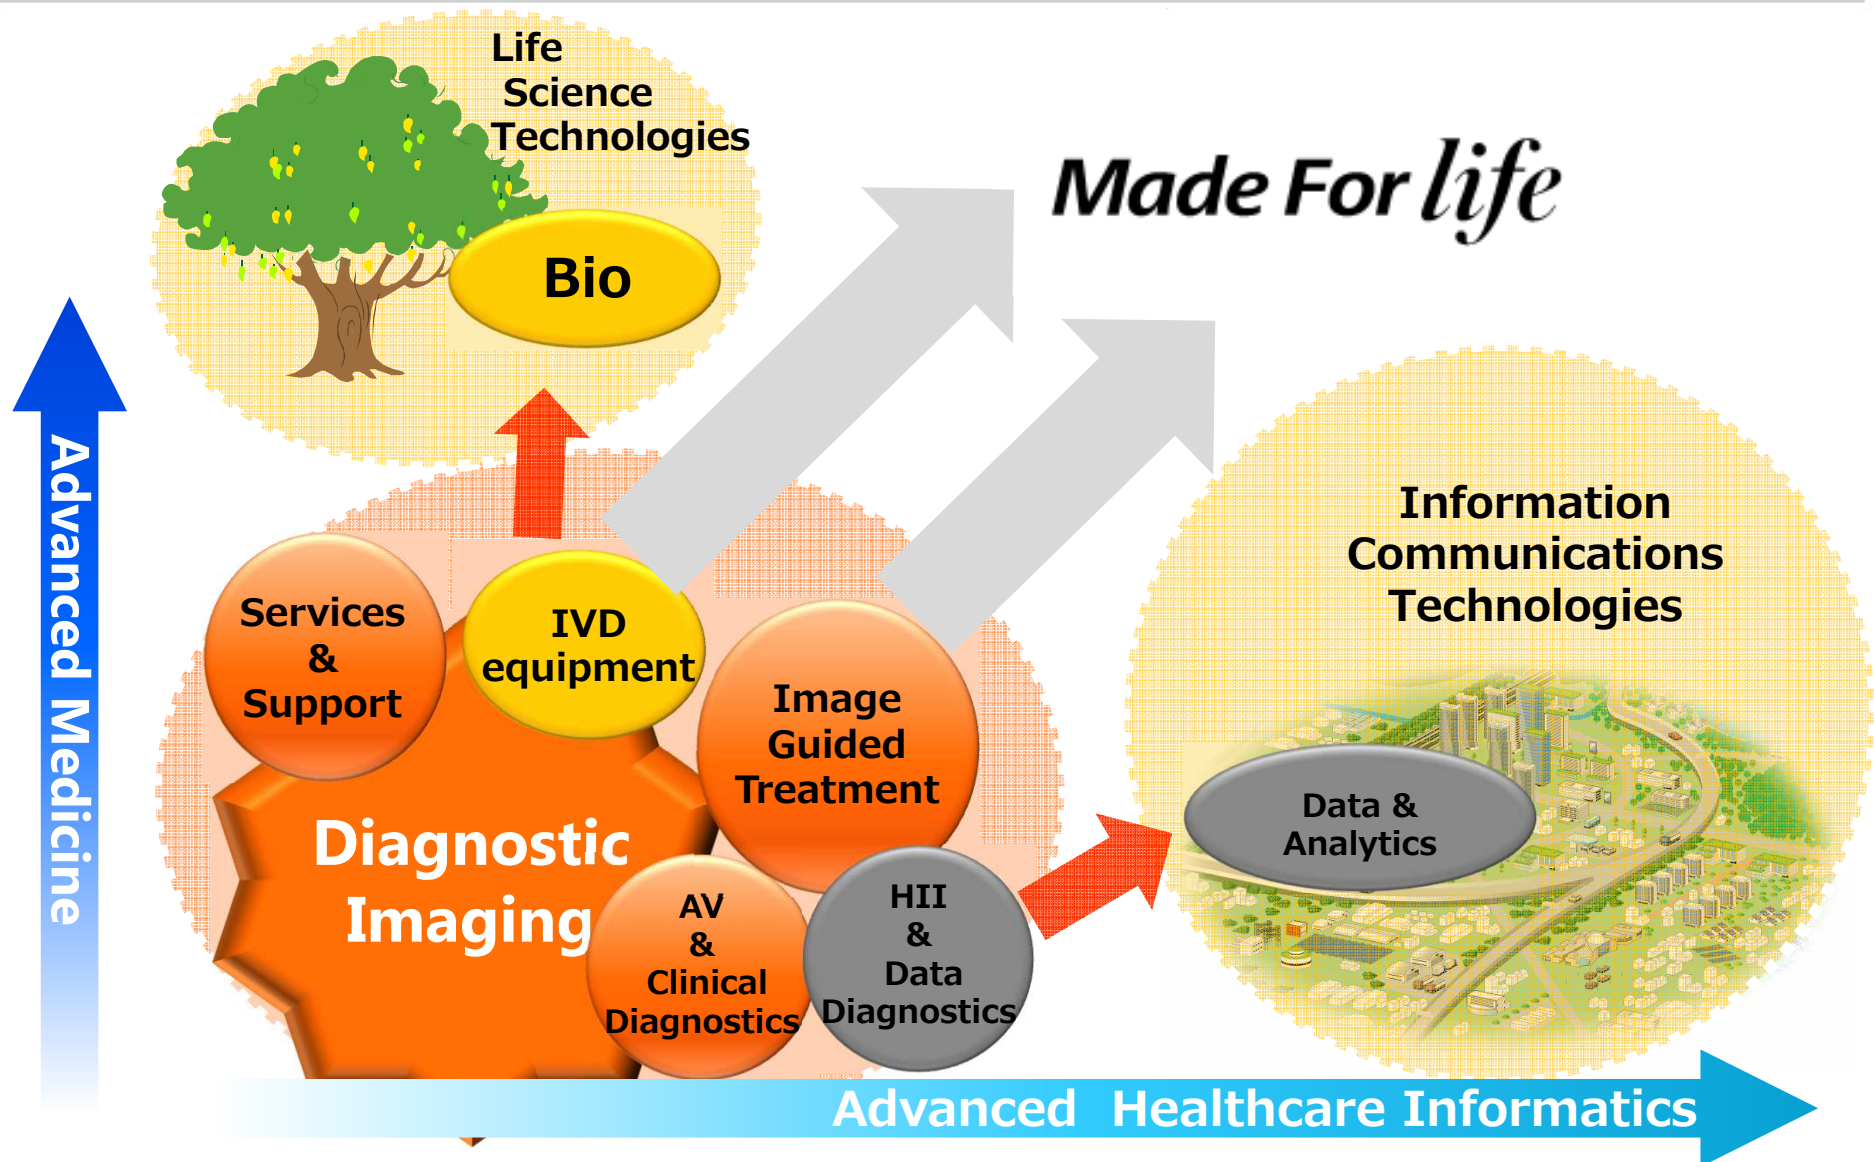 Life
Science
Technologies
Bio
Made For life
Advanced Medicine
Services
&
Support
IVD
equipment
Image
Guided
Treatment
Diagnostic
Imaging
AV
&
Clinical
Diagnostics
HII
&
Data
Diagnostics
Information
Communications
Technologies
Data &
Analytics
Advanced Healthcare Informatics